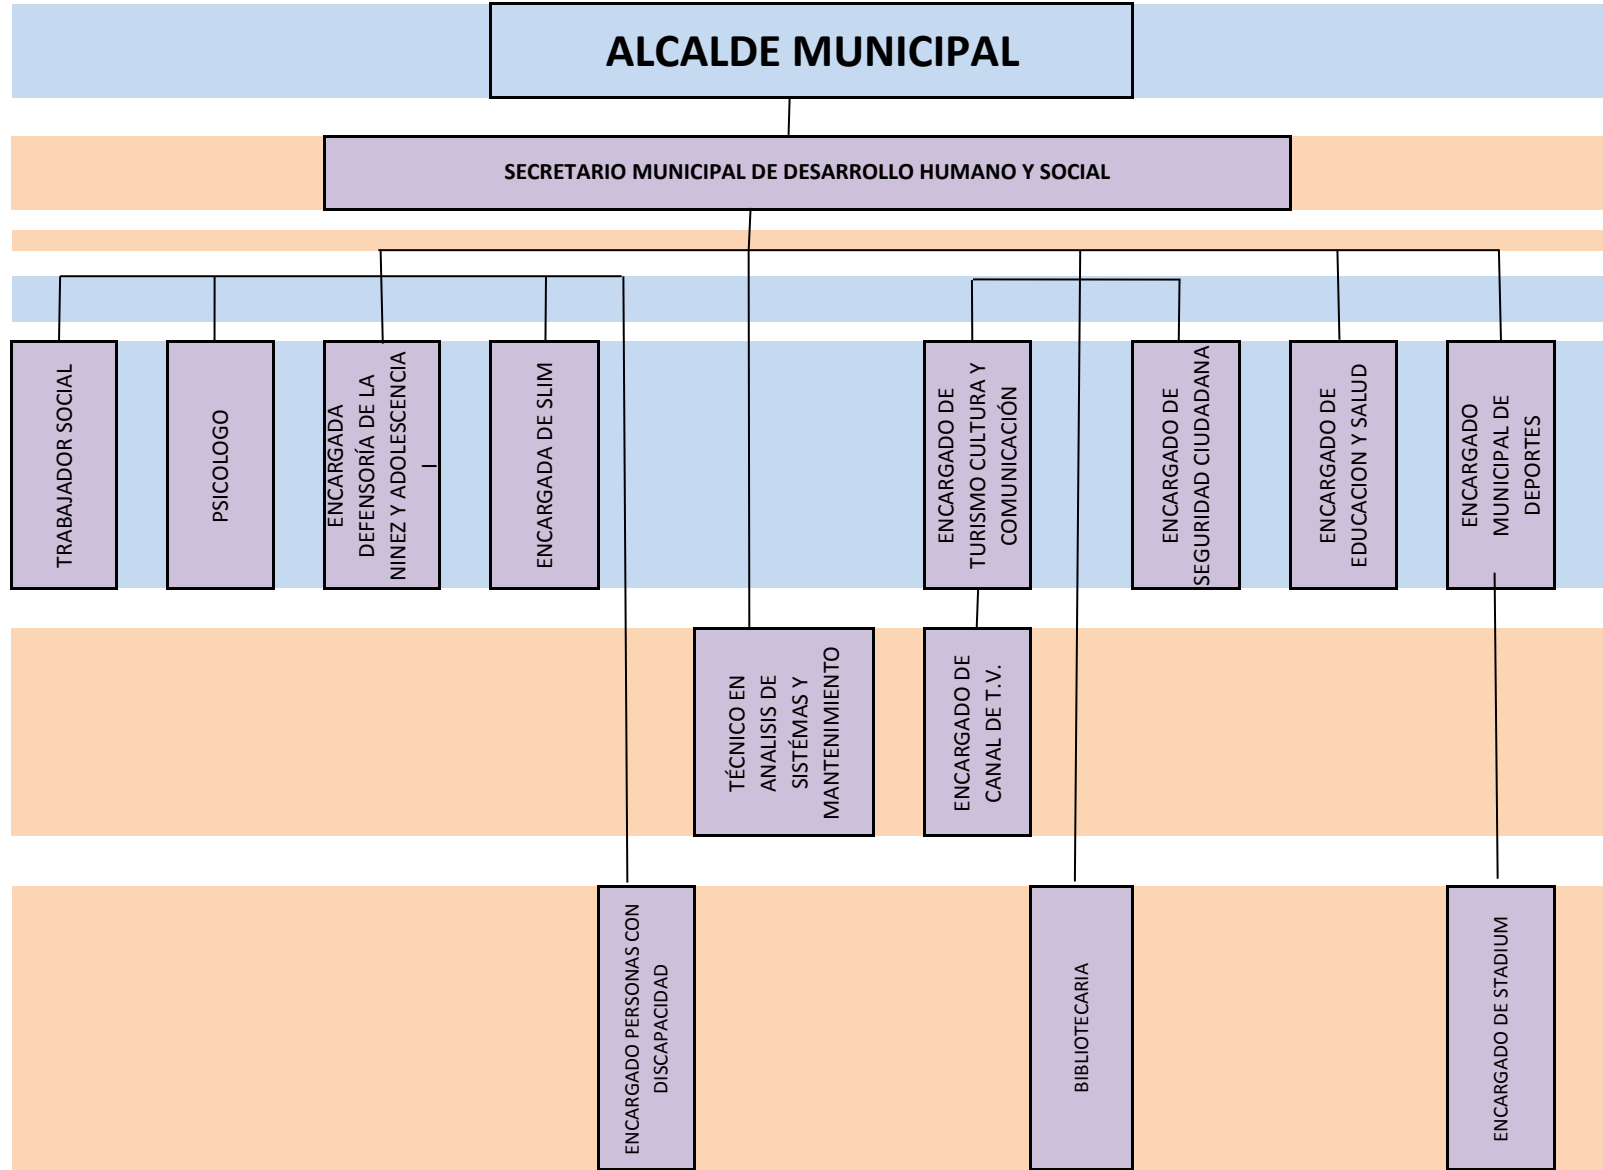 ALCALDE MUNICIPAL
SECRETARIO MUNICIPAL DE DESARROLLO HUMANO Y SOCIAL
TRABAJADOR SOCIAL
PSICOLOGO
ENCARGADA
DEFENSORÍA DE LA
NINEZ Y ADOLESCENCIA
I
ENCARGADA DE SLIM
ENCARGADO DE
TURISMO CULTURA Y
COMUNICACIÓN
ENCARGADO DE
SEGURIDAD CIUDADANA
ENCARGADO DE
EDUCACION Y SALUD
ENCARGADO
MUNICIPAL DE
DEPORTES
TÉCNICO EN
ANALISIS DE
SISTÉMAS Y
MANTENIMIENTO
ENCARGADO DE
CANAL DE T.V.
ENCARGADO PERSONAS CON
DISCAPACIDAD
BIBLIOTECARIA
ENCARGADO DE STADIUM